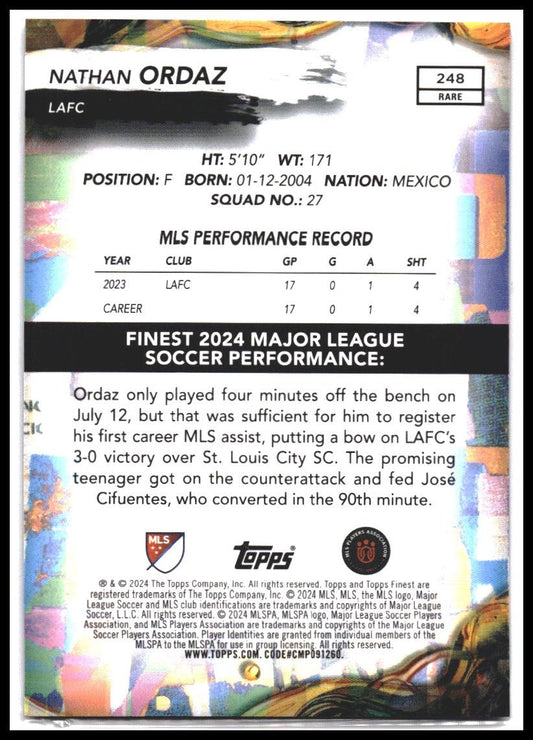 NATHAN ORDAZ
LAFC
248
RARE
HT: 5'10" WT: 171
POSITION: F BORN: 01-12-2004 NATION: MEXICO
SQUAD NO.: 27
MLS PERFORMANCE RECORD
YEAR CLUB GP G A SHT
2023 LAFC 17 0 1 4
CAREER 17 0 1 4
FINEST 2024 MAJOR LEAGUE
SOCCER PERFORMANCE:
Ordaz only played four minutes off the bench on
July 12, but that was sufficient for him to register
his first career MLS assist, putting a bow on LAFC's
3-0 victory over St. Louis City SC. The promising
teenager got on the counterattack and fed José
Cifuentes, who converted in the 90th minute.
MLS
topps
MLS PLAYERS ASSOCIATION
® & © 2024 The Topps Company, Inc. All rights reserved. Topps and Topps Finest are
registered trademarks of The Topps Company, Inc. © 2024 MLS, MLS, the MLS logo, Major
League Soccer and MLS club identifications are trademarks and copyrights of Major League
Soccer, L.L.C. All rights reserved. © 2024 MLSPA, MLSPA logo, Major League Soccer Players
Association, and MLS Players Association are trademarks and copyrights of the Major League
Soccer Players Association. Player Identities are granted from individual members of the
MLSPA to the MLSPA for use in group licensing. All rights reserved.
WWW.TOPPS.COM. CODE#CMP091260.